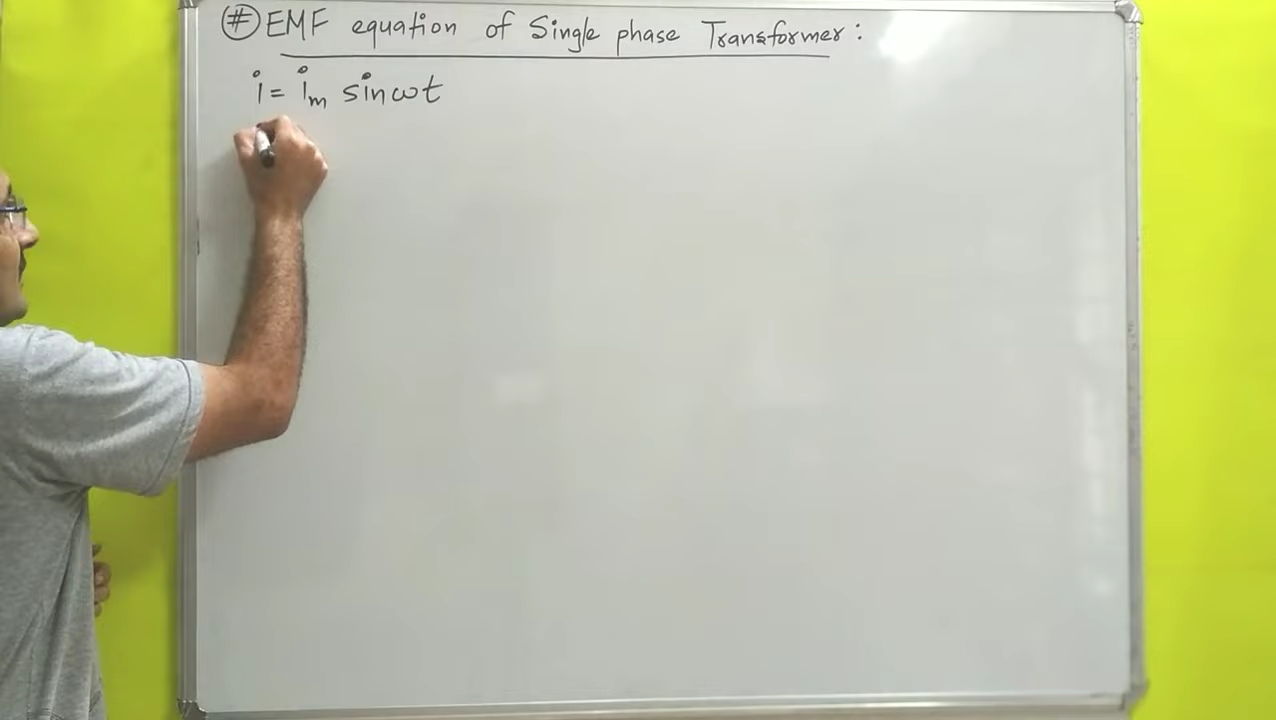 # EMF equation of Single phase Transformer:
i = im sinωt